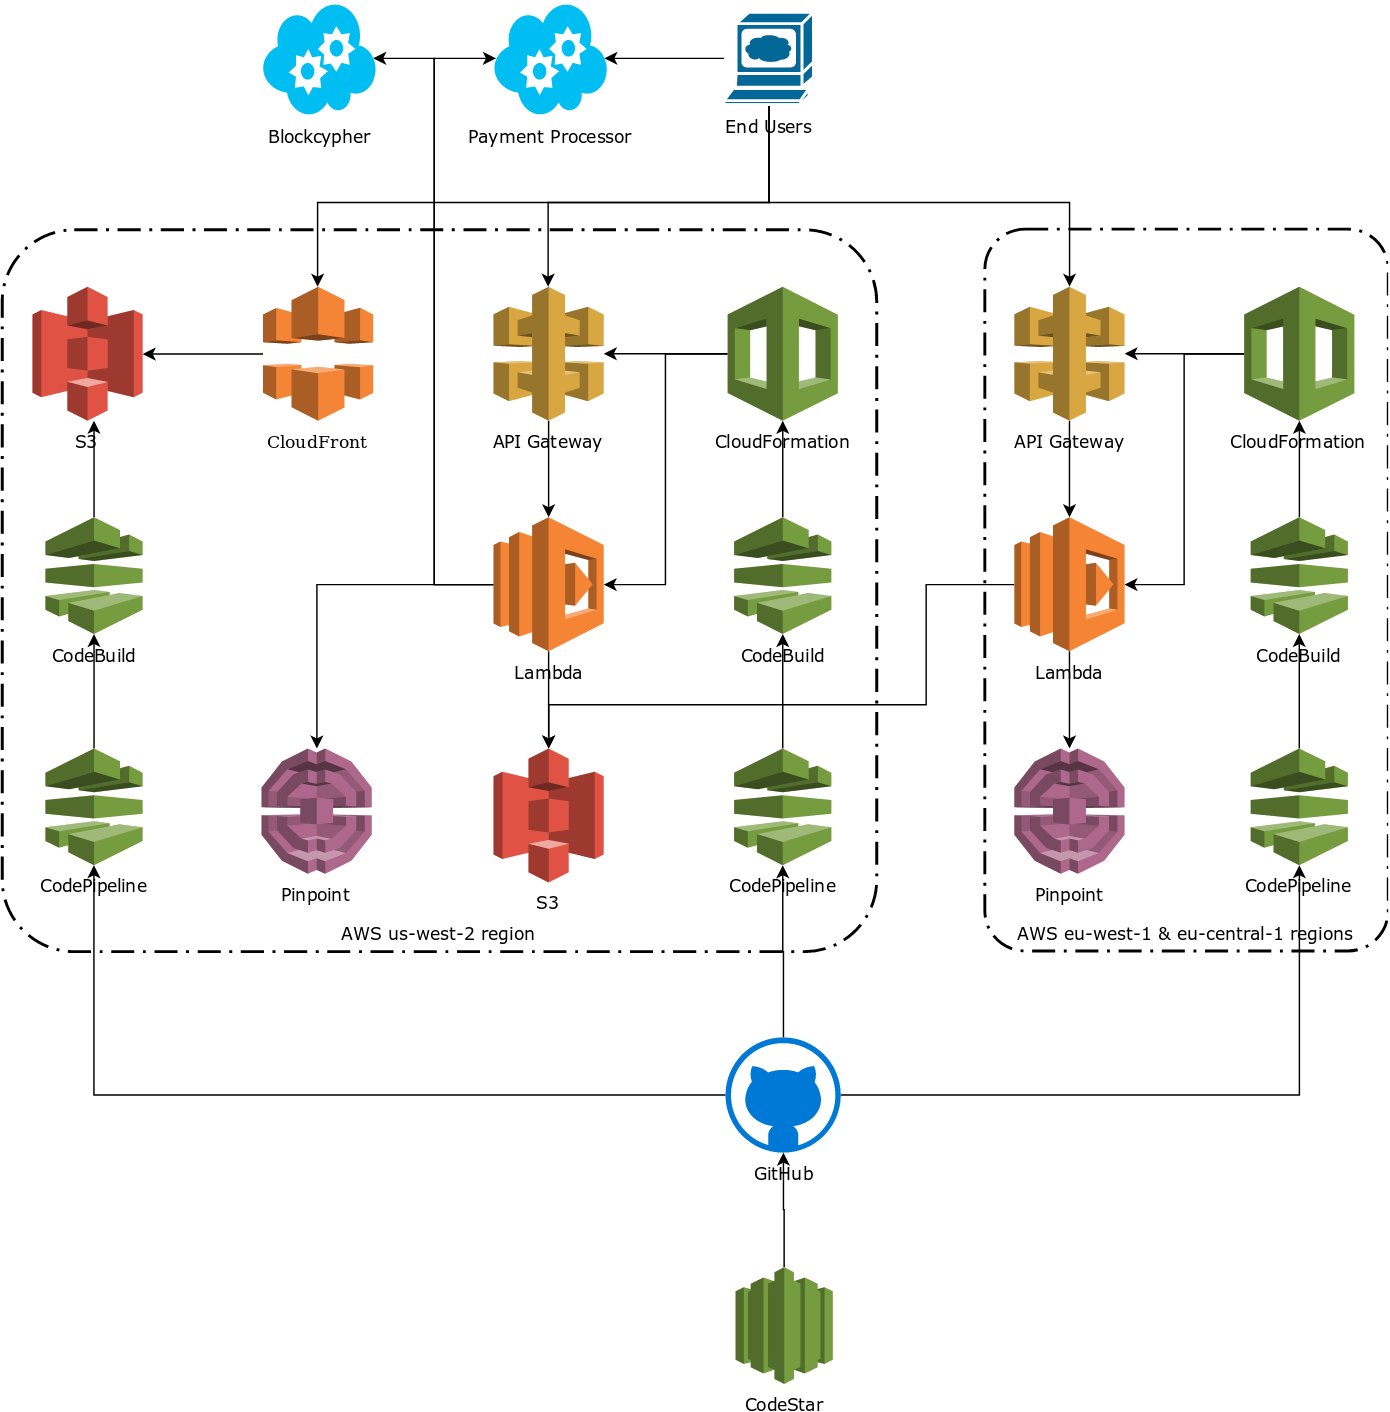 Blockcypher
Payment Processor
End Users
S3
CloudFront
API Gateway
CloudFormation
API Gateway
CloudFormation
CodeBuild
Lambda
CodeBuild
Lambda
CodeBuild
CodePipeline
Pinpoint
S3
CodePipeline
Pinpoint
CodePipeline
AWS us-west-2 region
AWS eu-west-1 & eu-central-1 regions
GitHub
CodeStar